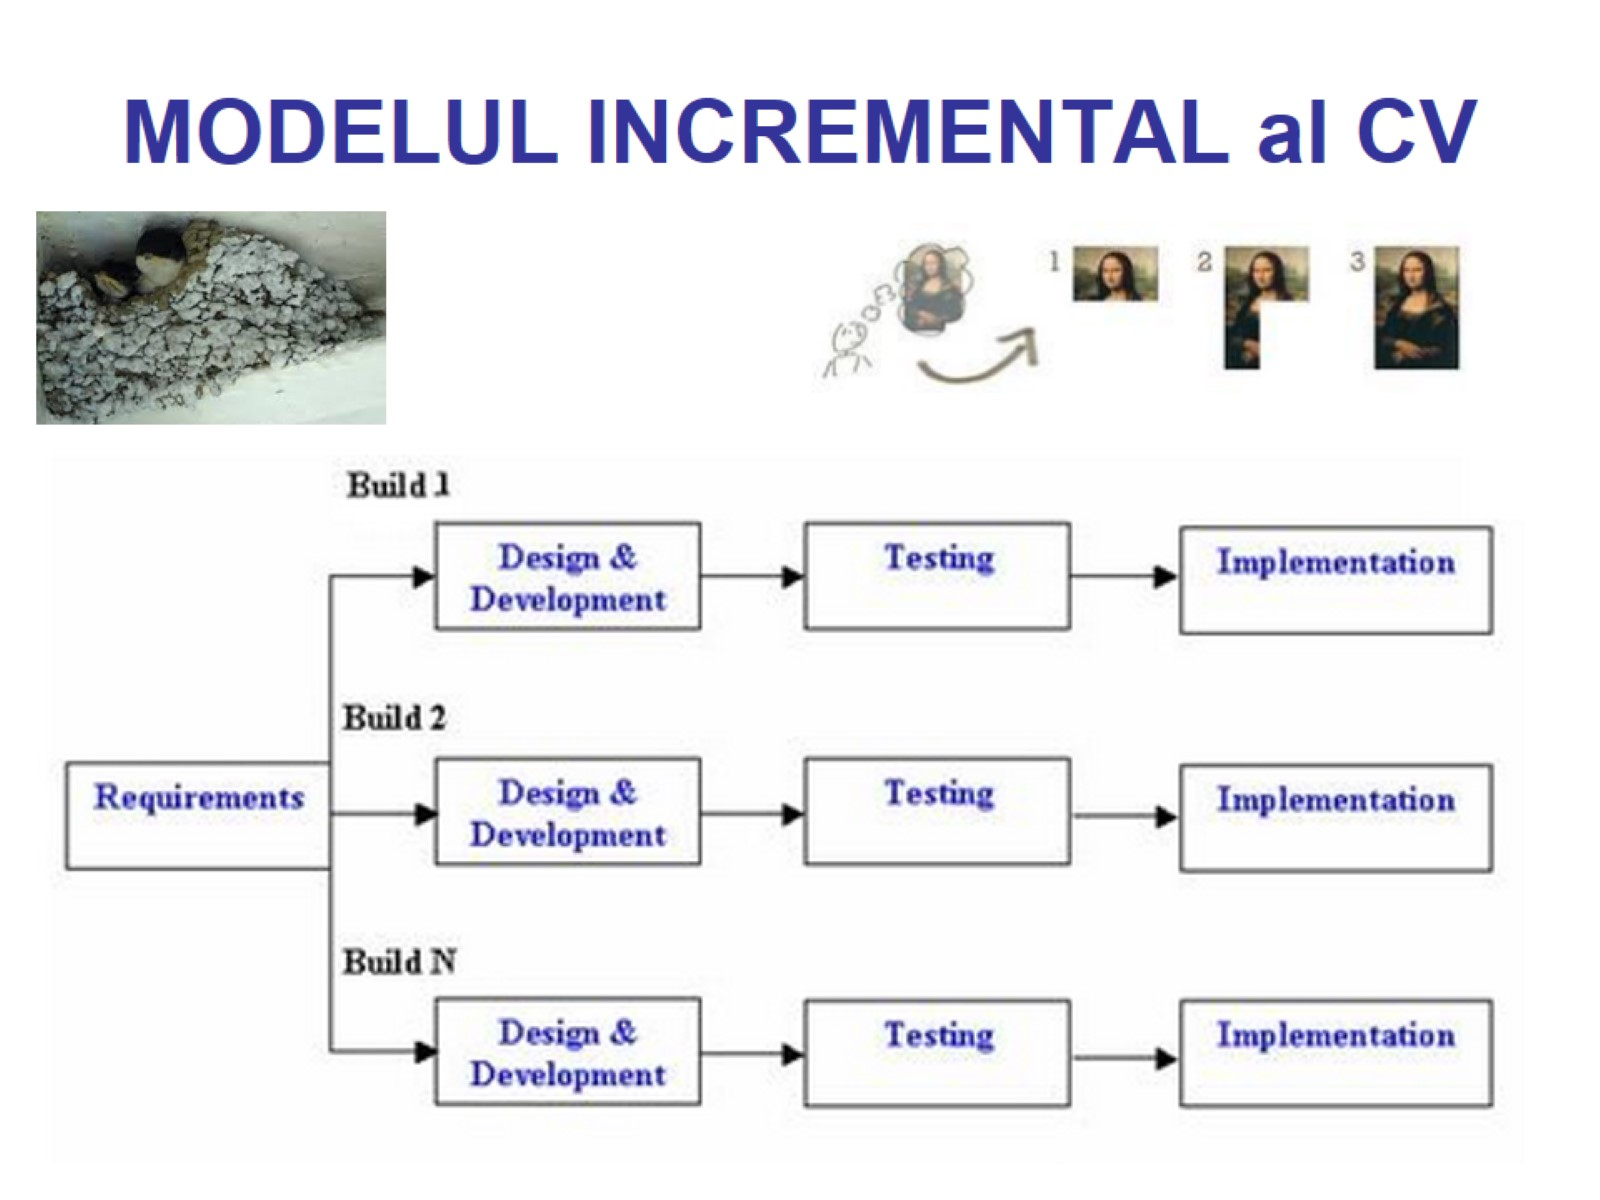 MODELUL INCREMENTAL al CV
1
2
3
Build 1
Design &
Development
Testing
Implementation
Build 2
Requirements
Design &
Development
Testing
Implementation
Build N
Design &
Development
Testing
Implementation